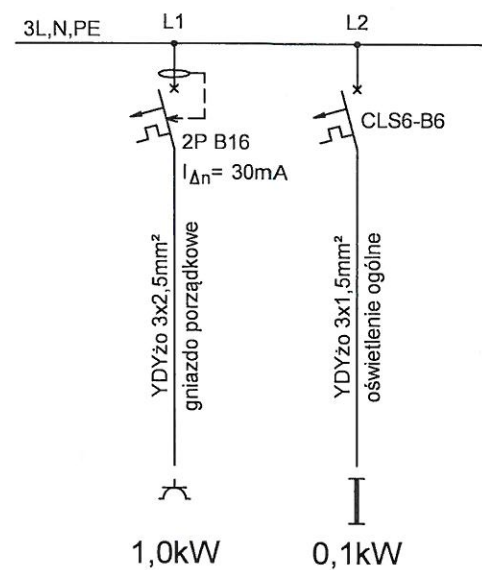 3L,N,PE
L1
L2
2P B16
I∆n= 30mA
CLS6-B6
YDYżo 3x2,5mm²
gniazdo porządkowe
YDYżo 3x1,5mm²
oświetlenie ogólne
1,0kW
0,1kW